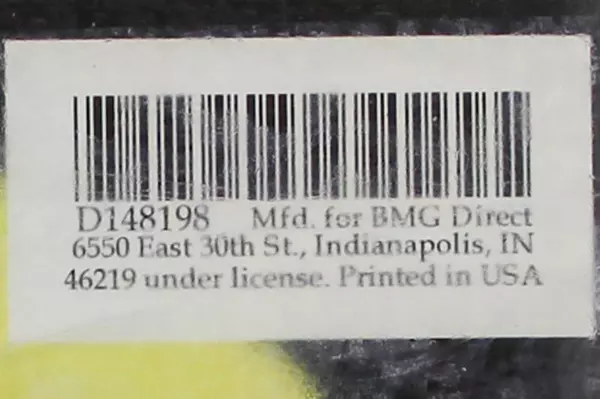 D148198 Mfd. for BMG Direct
6550 East 30th St., Indianapolis, IN
46219 under license. Printed in USA